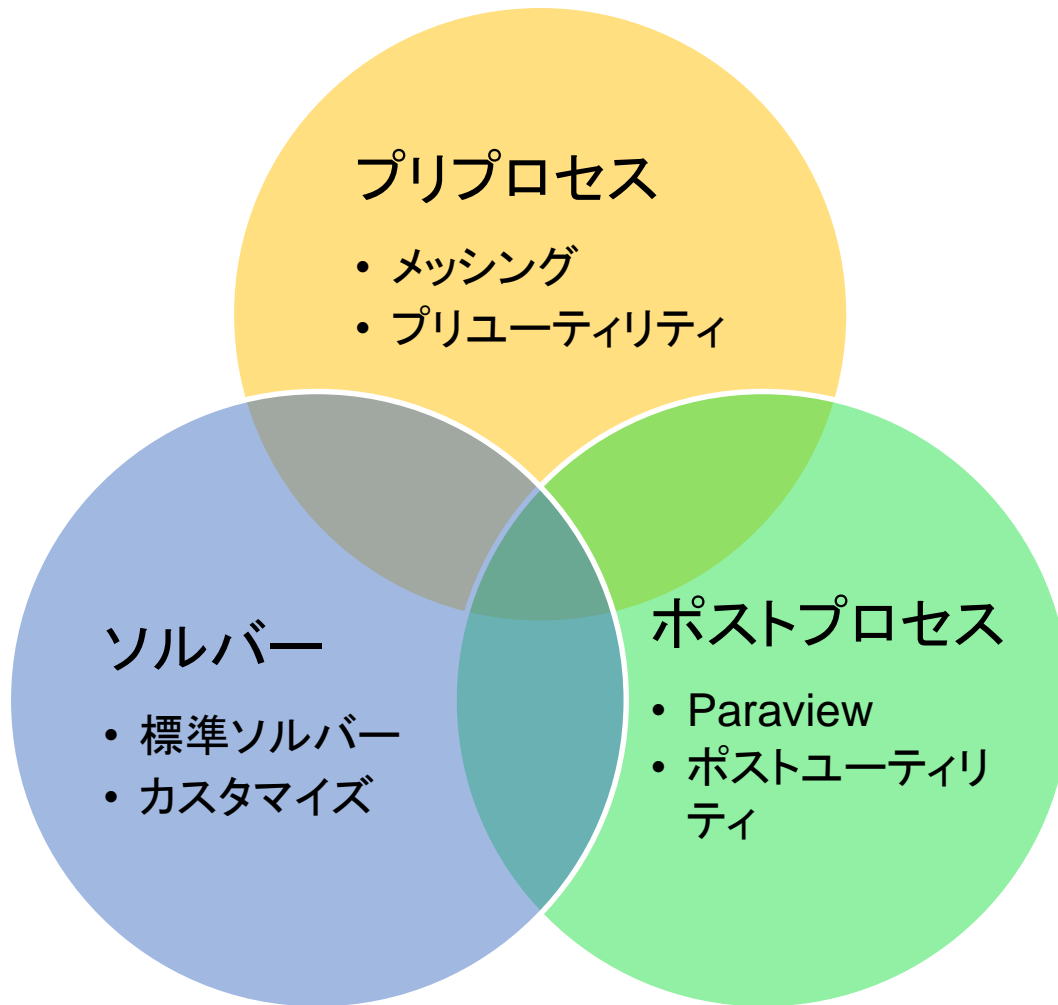 プリプロセス
• メッシング
• プリユーティリティ
ソルバー
• 標準ソルバー
• カスタマイズ
ポストプロセス
• Paraview
• ポストユーティリ
ティ